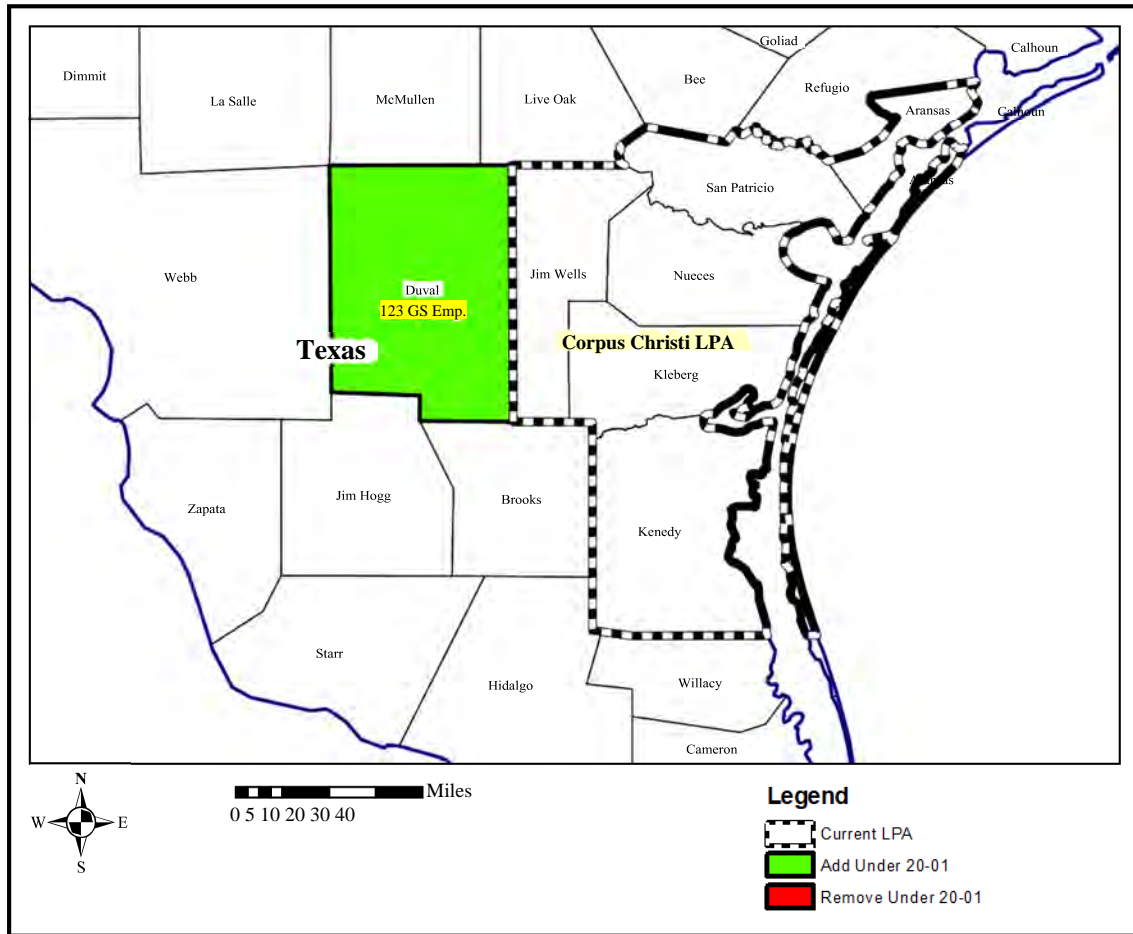 Goliad
Calhoun
Dimmit
La Salle
McMullen
Live Oak
Bee
Refugio
Aransas
Calhoun
San Patricio
Aransas
Webb
Duval
123 GS Emp.
Jim Wells
Nueces
Texas
Corpus Christi LPA
Kleberg
Zapata
Jim Hogg
Brooks
Kenedy
Starr
Hidalgo
Willacy
Cameron
N
W
E
S
Miles
0 5 10 20 30 40
Legend
Current LPA
Add Under 20-01
Remove Under 20-01